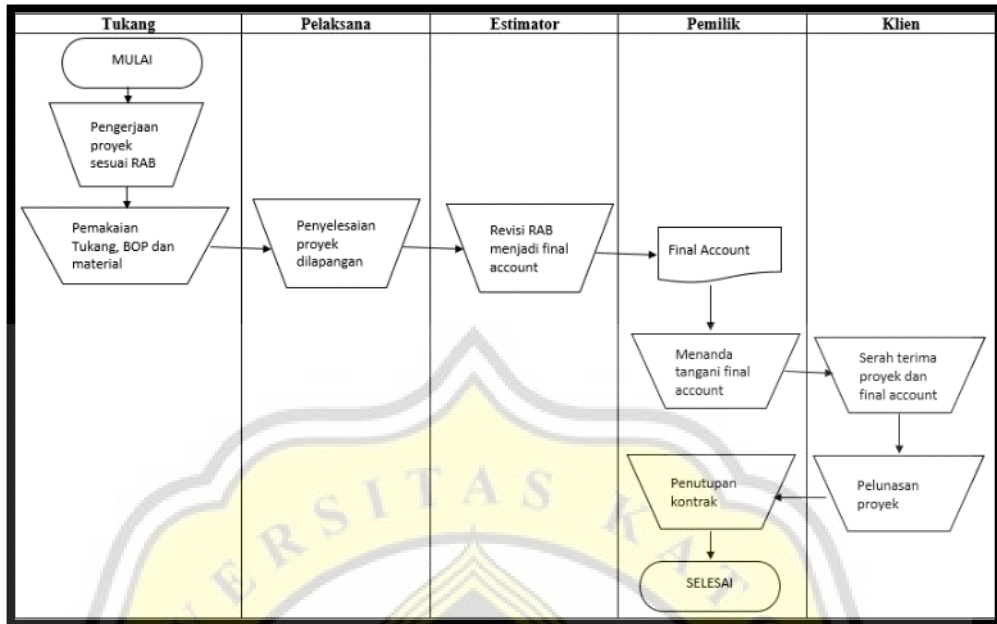 Tukang
Pelaksana
Estimator
Pemilik
Klien
MULAI
Pengerjaan
proyek
sesuai RAB
Pemakaian
Tukang, BOP dan
material
Penyelesaian
proyek
dilapangan
Revisi RAB
menjadi final
account
Final Account
Menanda
tangani final
account
Serah terima
proyek dan
final account
Pelunasan
proyek
Penutupan
kontrak
SELESAI
VERSITAS KAT